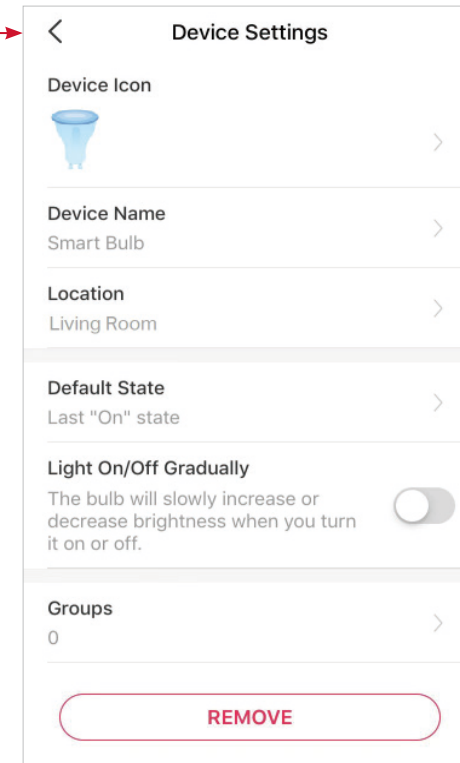 Device Settings
Device Icon
Device Name
Smart Bulb
Location
Living Room
Default State
Last "On" state
Light On/Off Gradually
The bulb will slowly increase or
decrease brightness when you turn
it on or off.
Groups
0
REMOVE